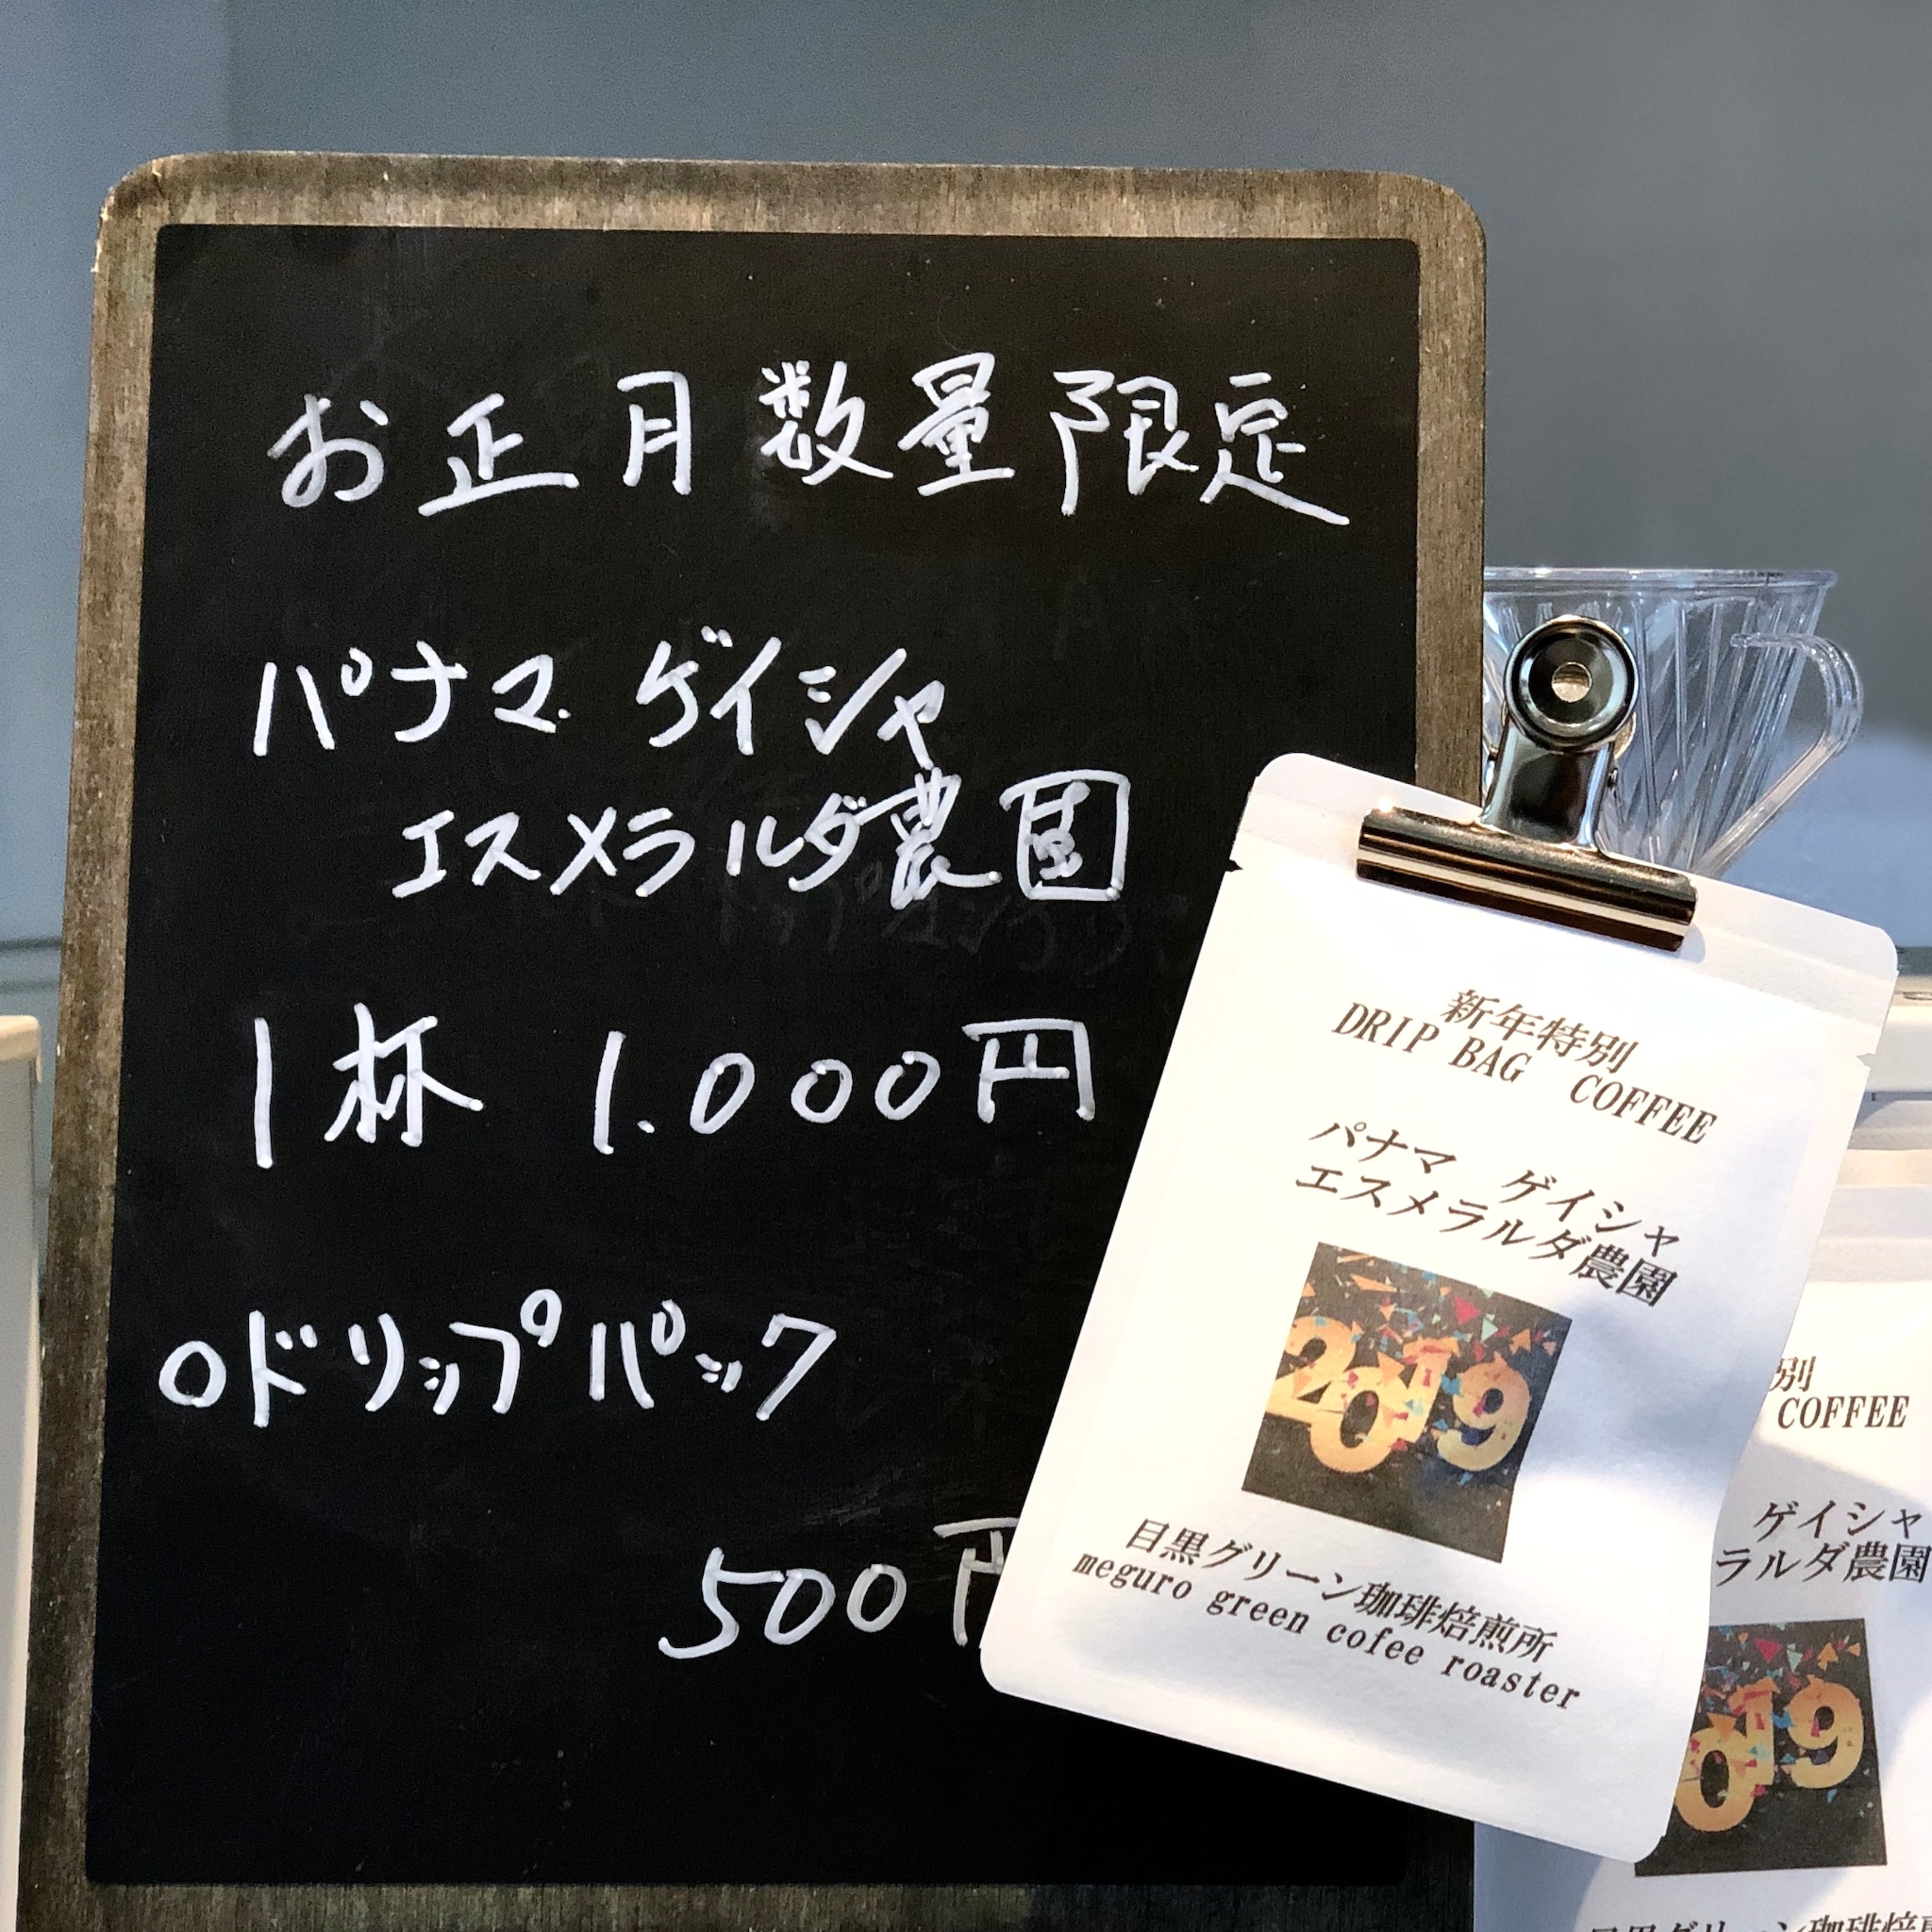 お正月数量限定
パナマ ゲイシャ
エスメラルダ農園
1杯 1.000円
○ドリップパック
500円
新年特別
DRIP BAG COFFEE
パナマ ゲイシャ
エスメラルダ農園
2019
目黒グリーン珈琲焙煎所
meguro green cofee roaster
別
COFFEE
ゲイシャ
ラルダ農園
019